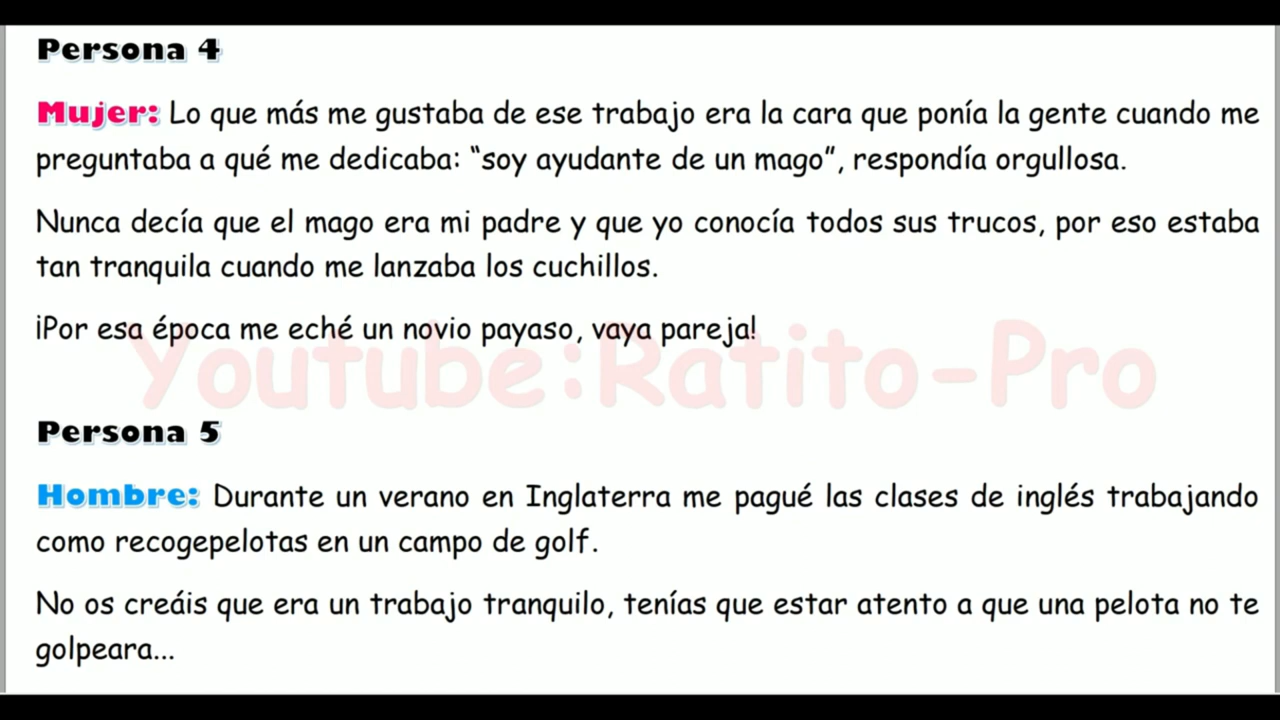 Persona 4
Mujer: Lo que más me gustaba de ese trabajo era la cara que ponía la gente cuando me
preguntaba a qué me dedicaba: “soy ayudante de un mago”, respondía orgullosa.
Nunca decía que el mago era mi padre y que yo conocía todos sus trucos, por eso estaba
tan tranquila cuando me lanzaba los cuchillos.
¡Por esa época me eché un novio payaso, vaya pareja!
Youtube:Ratito-Pro
Persona 5
Hombre: Durante un verano en Inglaterra me pagué las clases de inglés trabajando
como recogepelotas en un campo de golf.
No os creáis que era un trabajo tranquilo, tenías que estar atento a que una pelota no te
golpeara...